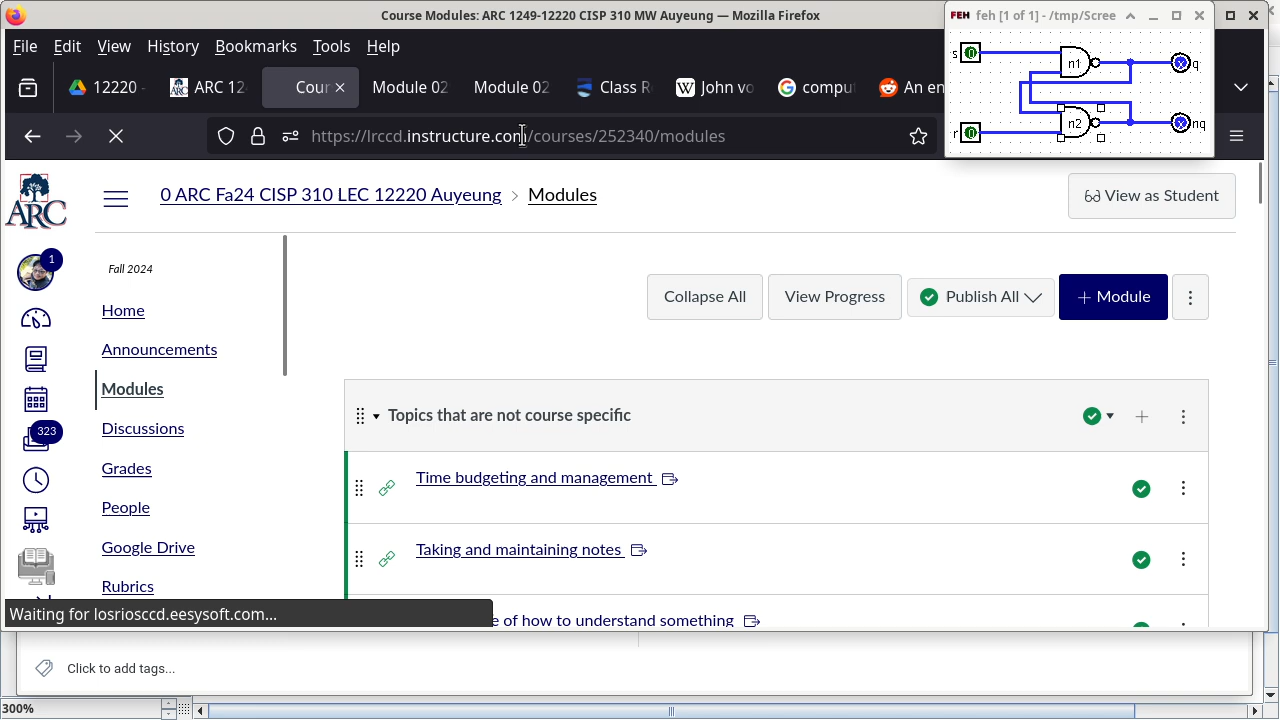 Course Modules: ARC 1249-12220 CISP 310 MW Auyeung — Mozilla Firefox
FEH feh [1 of 1] - /tmp/Scree
File Edit View History Bookmarks Tools Help
s 0 n1 x q
r 0 n2 x nq
12220 - ARC 12 Cour Module 02 Module 02 Class R John vo compu An en
https://lrccd.instructure.com/courses/252340/modules
ARC
0 ARC Fa24 CISP 310 LEC 12220 Auyeung > Modules
View as Student
1
Fall 2024
Home
Announcements
Modules
Discussions
323
Grades
People
Google Drive
Rubrics
Collapse All View Progress Publish All + Module
Topics that are not course specific
Time budgeting and management
Taking and maintaining notes
e of how to understand something
Waiting for losriosccd.eesysoft.com...
Click to add tags...
300%